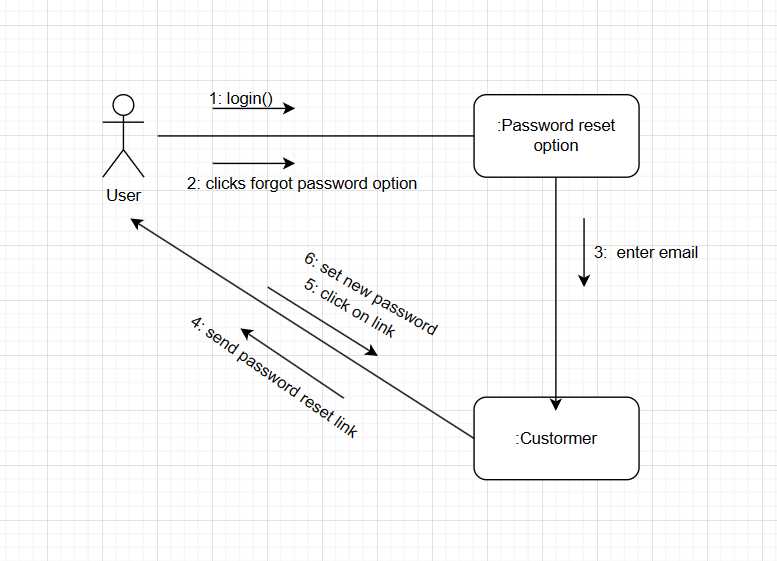 1: login()
:Password reset
option
2: clicks forgot password option
User
3:  enter email
6: set new password
5: click on link
4: send password reset link
:Custormer